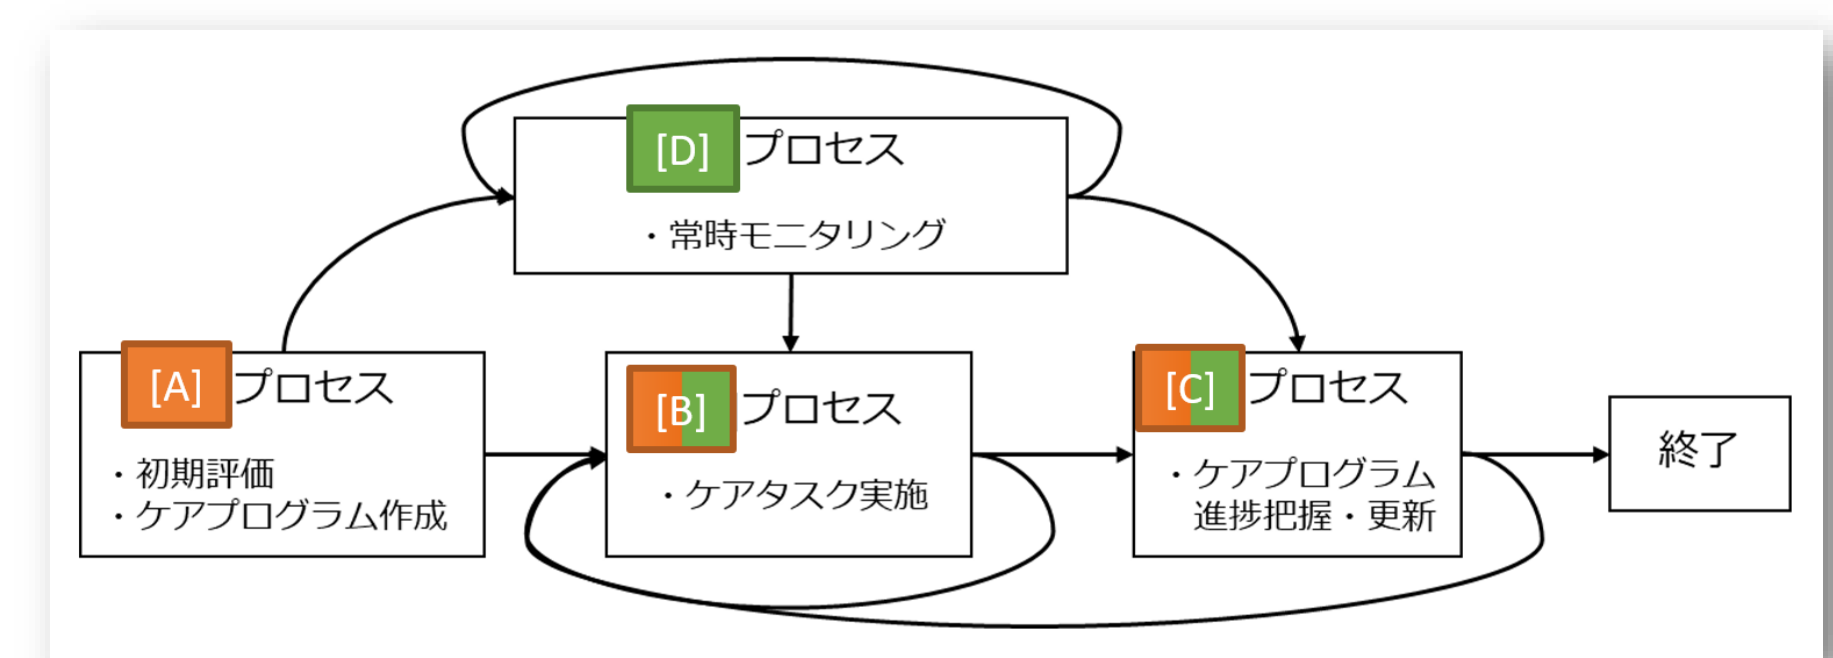 [D] プロセス
・常時モニタリング
[A] プロセス
・初期評価
・ケアプログラム作成
[B] プロセス
・ケアタスク実施
[C] プロセス
・ケアプログラム
進捗把握・更新
終了